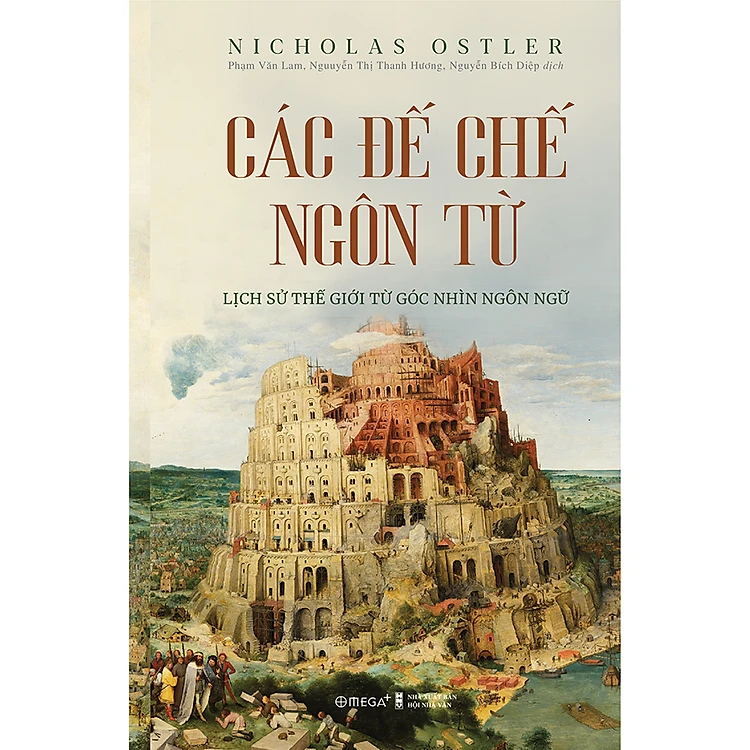 NICHOLAS OSTLER
Phạm Văn Lam, Nguuyễn Thị Thanh Hương, Nguyễn Bích Diệp dịch
CÁC ĐẾ CHẾ
NGÔN TỪ
LỊCH SỬ THẾ GIỚI TỪ GÓC NHÌN NGÔN NGỮ
OMEGA+
NHÀ XUẤT BẢN
HỘI NHÀ VĂN